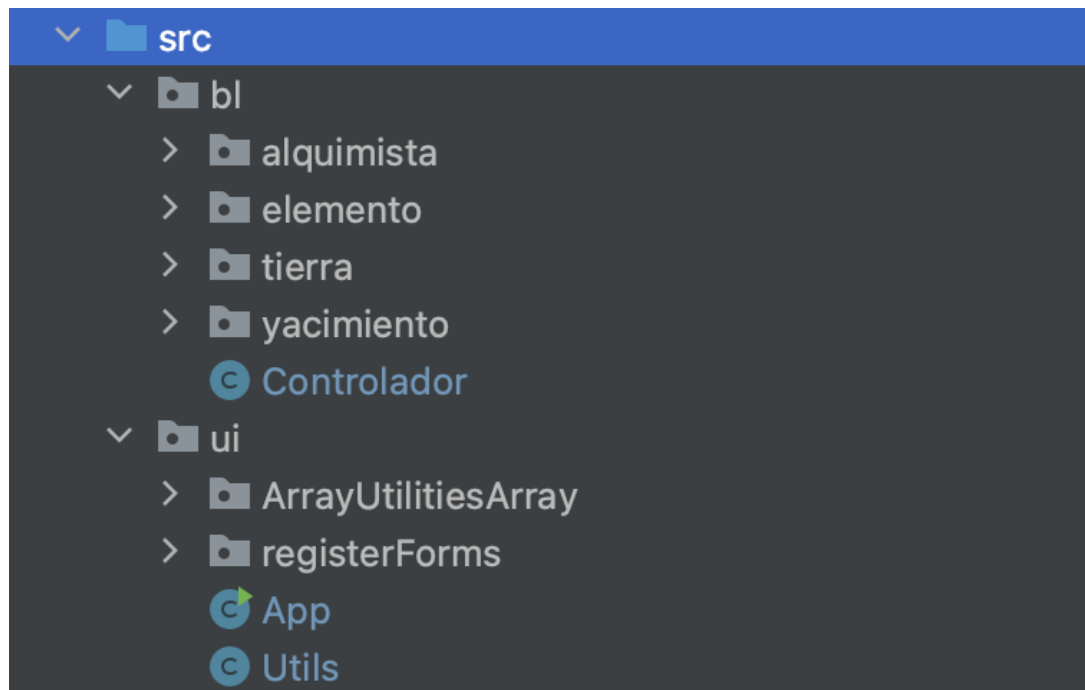 src
bl
alquimista
elemento
tierra
yacimiento
C Controlador
ui
ArrayUtilitiesArray
registerForms
C App
C Utils